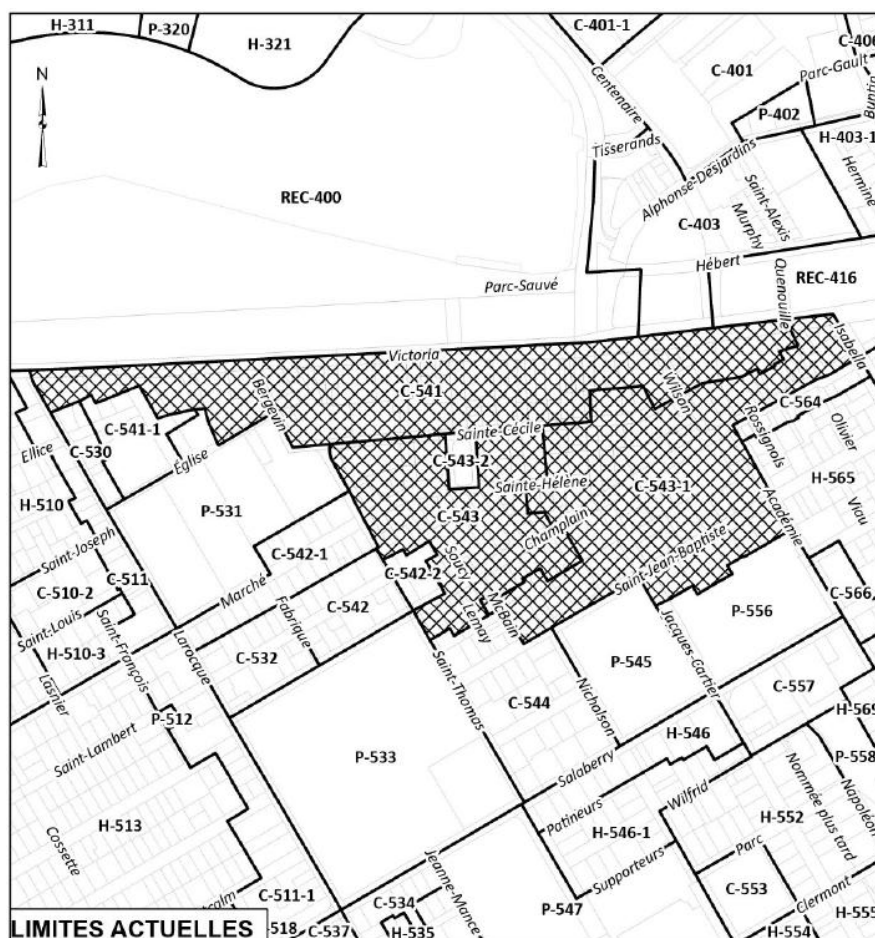 H-311
P-320
H-321
C-401-1
C-406
N
Centenaire
C-401
Parc-Gault
Buntin
P-402
Tisserands
H-403-1
REC-400
Alphonse-Desjardins
Saint-Alexis
Hermine
Murphy
C-403
Hébert
REC-416
Parc-Sauvé
Quenouille
Isabella
Victoria
Bergevin
C-541
Wilson
C-564
C-541-1
Sainte-Cécile
Rossignols
Olivier
Ellice
C-530
C-543-2
Église
Sainte-Hélène
C-543-1
H-565
H-510
P-531
C-543
Académie
Viau
Champlain
Saint-Joseph
C-542-1
Saucy
Saint-Jean-Baptiste
C-511
C-542-2
C-510-2
Marché
McBain
C-566
Saint-Louis
Fabrique
C-542
Lemay
P-556
H-510-3
Saint-François
Larocque
C-532
Jacques-Cartier
P-545
C-557
Lasnier
Saint-Thomas
C-544
Nicholson
H-569
P-512
H-546
Saint-Lambert
P-533
P-558
Salaberry
Nommée plus tard
Napoléon
Patineurs
Wilfrid
H-513
H-546-1
H-552
Cossette
Parc
Supporteurs
Jeanne-Mance
C-553
C-511-1
C-534
Clermont
P-547
H-555
LIMITES ACTUELLES
518
C-537
H-535
H-554